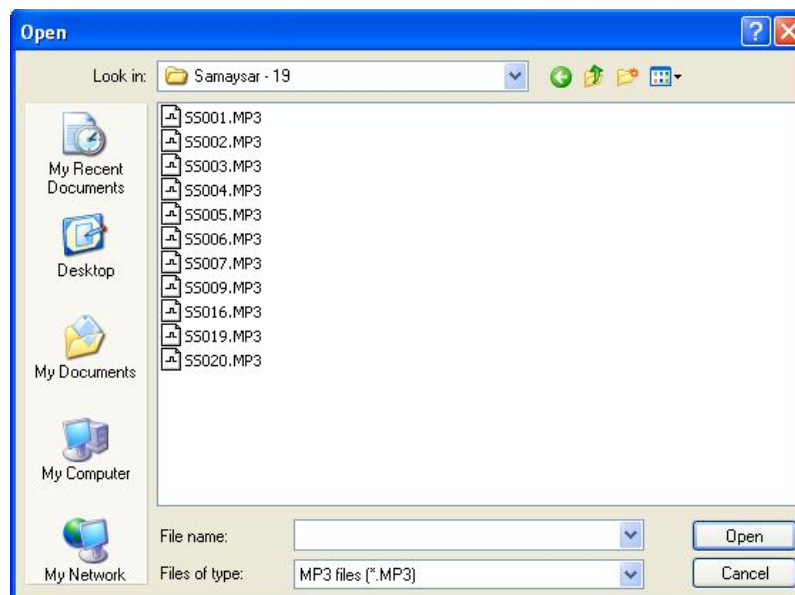 Open
Look in:
Samaysar - 19
My Recent
Documents
Desktop
My Documents
My Computer
My Network
SS001.MP3
SS002.MP3
SS003.MP3
SS004.MP3
SS005.MP3
SS006.MP3
SS007.MP3
SS009.MP3
SS016.MP3
SS019.MP3
SS020.MP3
File name:
Open
Files of type:
MP3 files (*.MP3)
Cancel